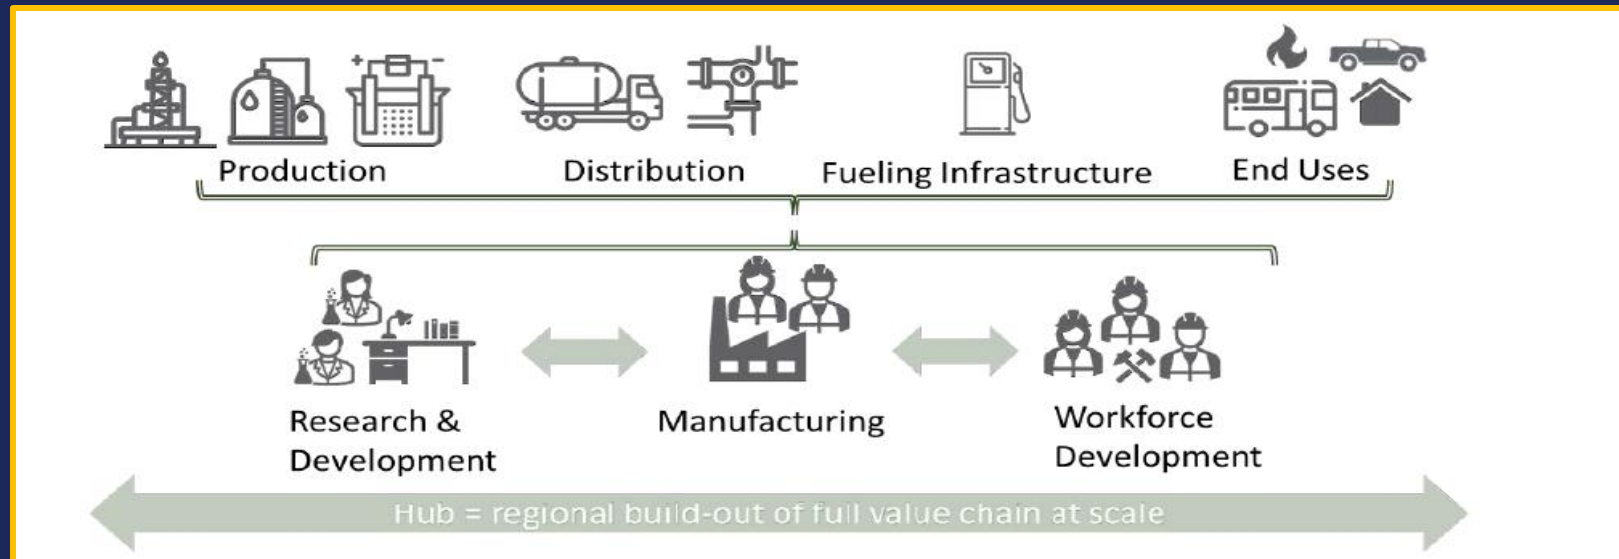 Production
Distribution
Fueling Infrastructure
End Uses
Research &
Development
Manufacturing
Workforce
Development
Hub = regional build-out of full value chain at scale